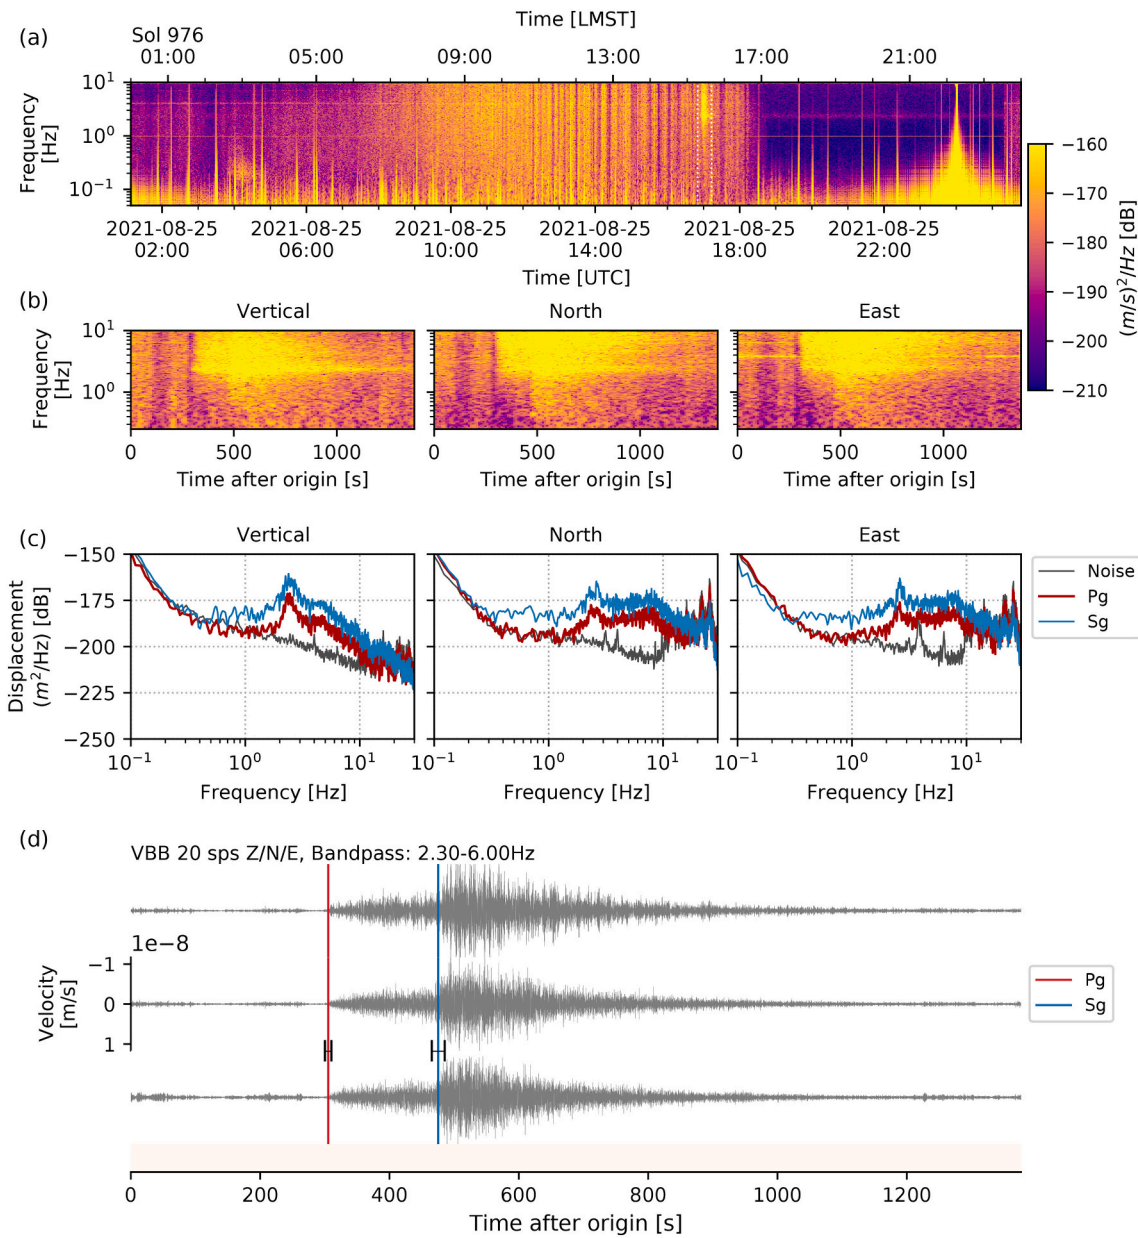 (a)
Time [LMST]
Sol 976
01:00 05:00 09:00 13:00 17:00 21:00
Frequency
[Hz]
10¹
10⁰
10⁻¹
2021-08-25 2021-08-25 2021-08-25 2021-08-25 2021-08-25 2021-08-25
02:00 06:00 10:00 14:00 18:00 22:00
Time [UTC]
−160
−170
−180
−190
−200
−210
(m/s)²/Hz [dB]
(b)
Vertical North East
Frequency
[Hz]
10¹
10⁰
0 500 1000 0 500 1000 0 500 1000
Time after origin [s] Time after origin [s] Time after origin [s]
(c)
Vertical North East
Displacement
(m²/Hz) [dB]
−150
−175
−200
−225
−250
10⁻¹ 10⁰ 10¹ 10⁻¹ 10⁰ 10¹ 10⁻¹ 10⁰ 10¹
Frequency [Hz] Frequency [Hz] Frequency [Hz]
Noise
Pg
Sg
(d)
VBB 20 sps Z/N/E, Bandpass: 2.30-6.00Hz
1e−8
Velocity
[m/s]
−1
0
1
Pg
Sg
0 200 400 600 800 1000 1200
Time after origin [s]